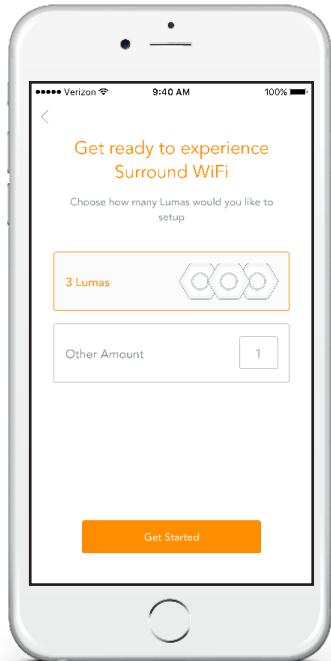 Verizon 9:40 AM 100%
Get ready to experience
Surround WiFi
Choose how many Lumas would you like to
setup
3 Lumas
Other Amount 1
Get Started